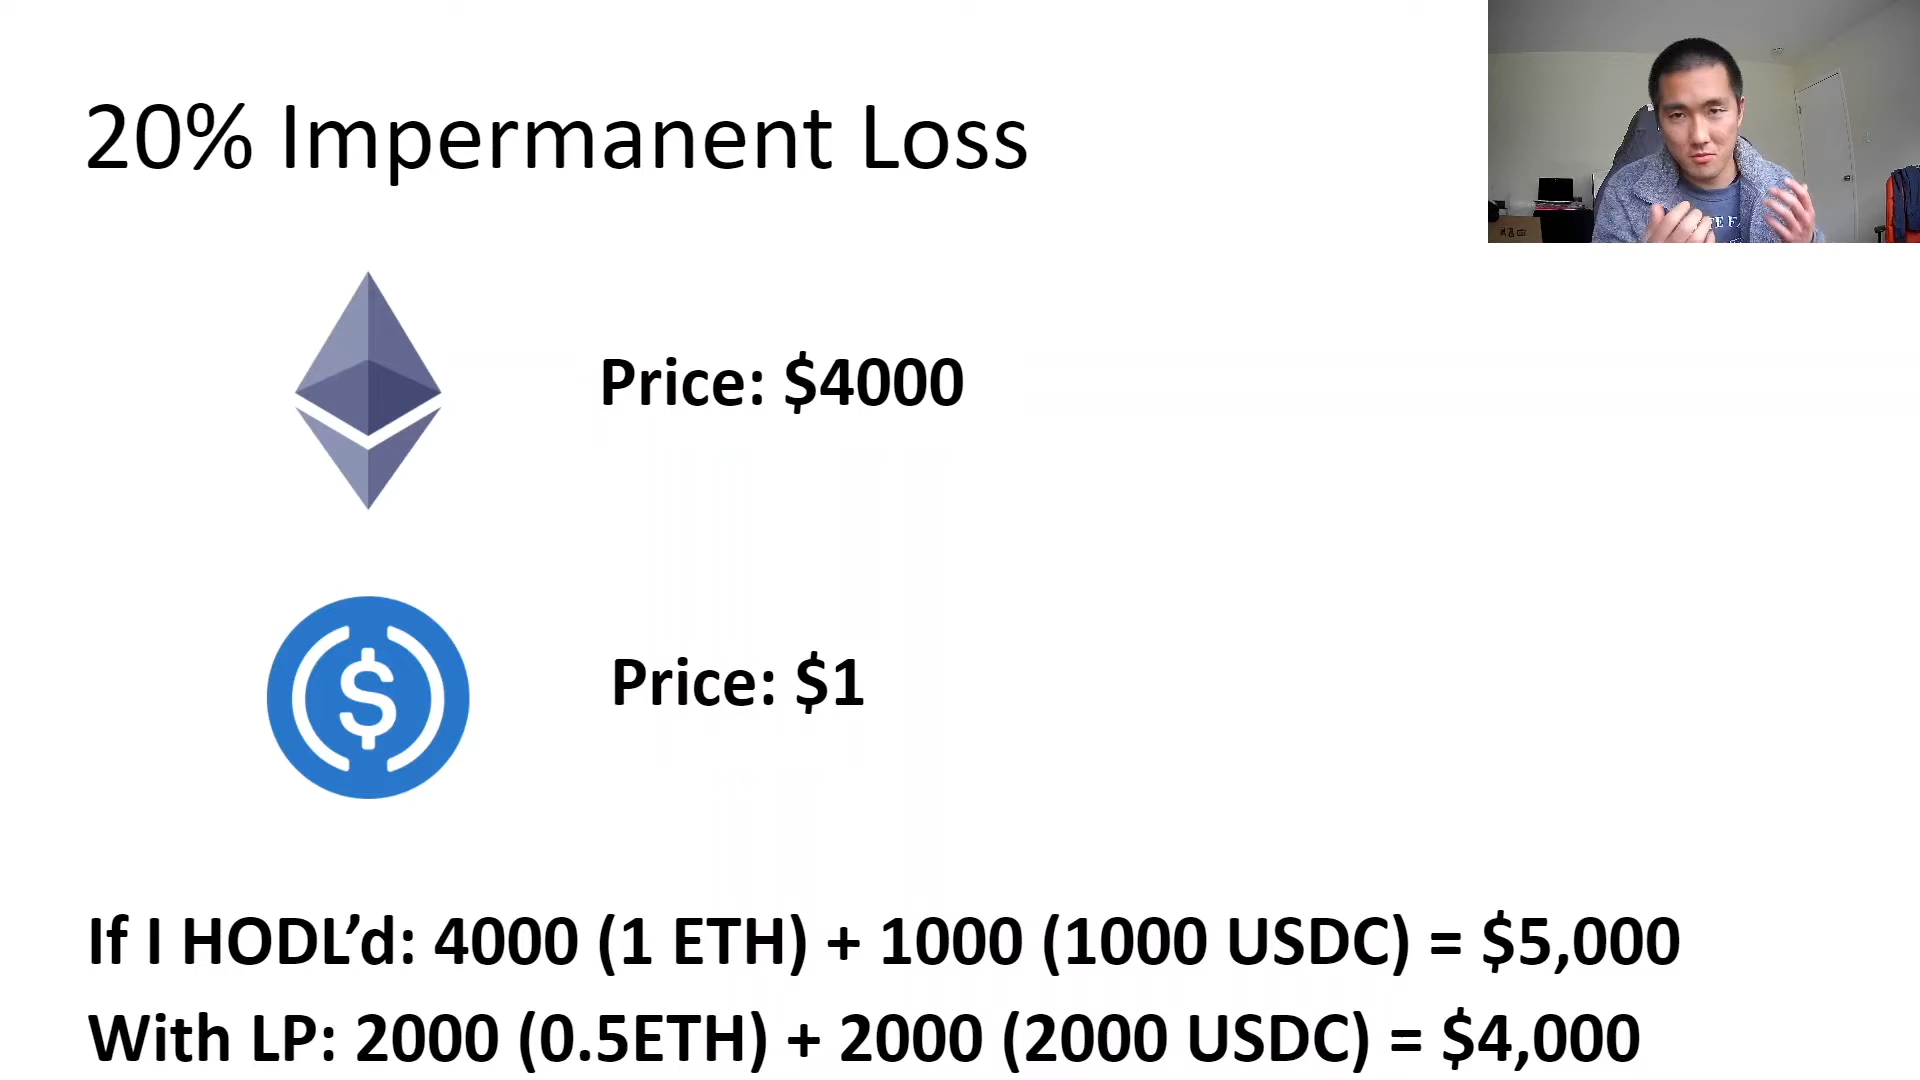 20% Impermanent Loss
Price: $4000
$
Price: $1
If I HODL’d: 4000 (1 ETH) + 1000 (1000 USDC) = $5,000
With LP: 2000 (0.5ETH) + 2000 (2000 USDC) = $4,000